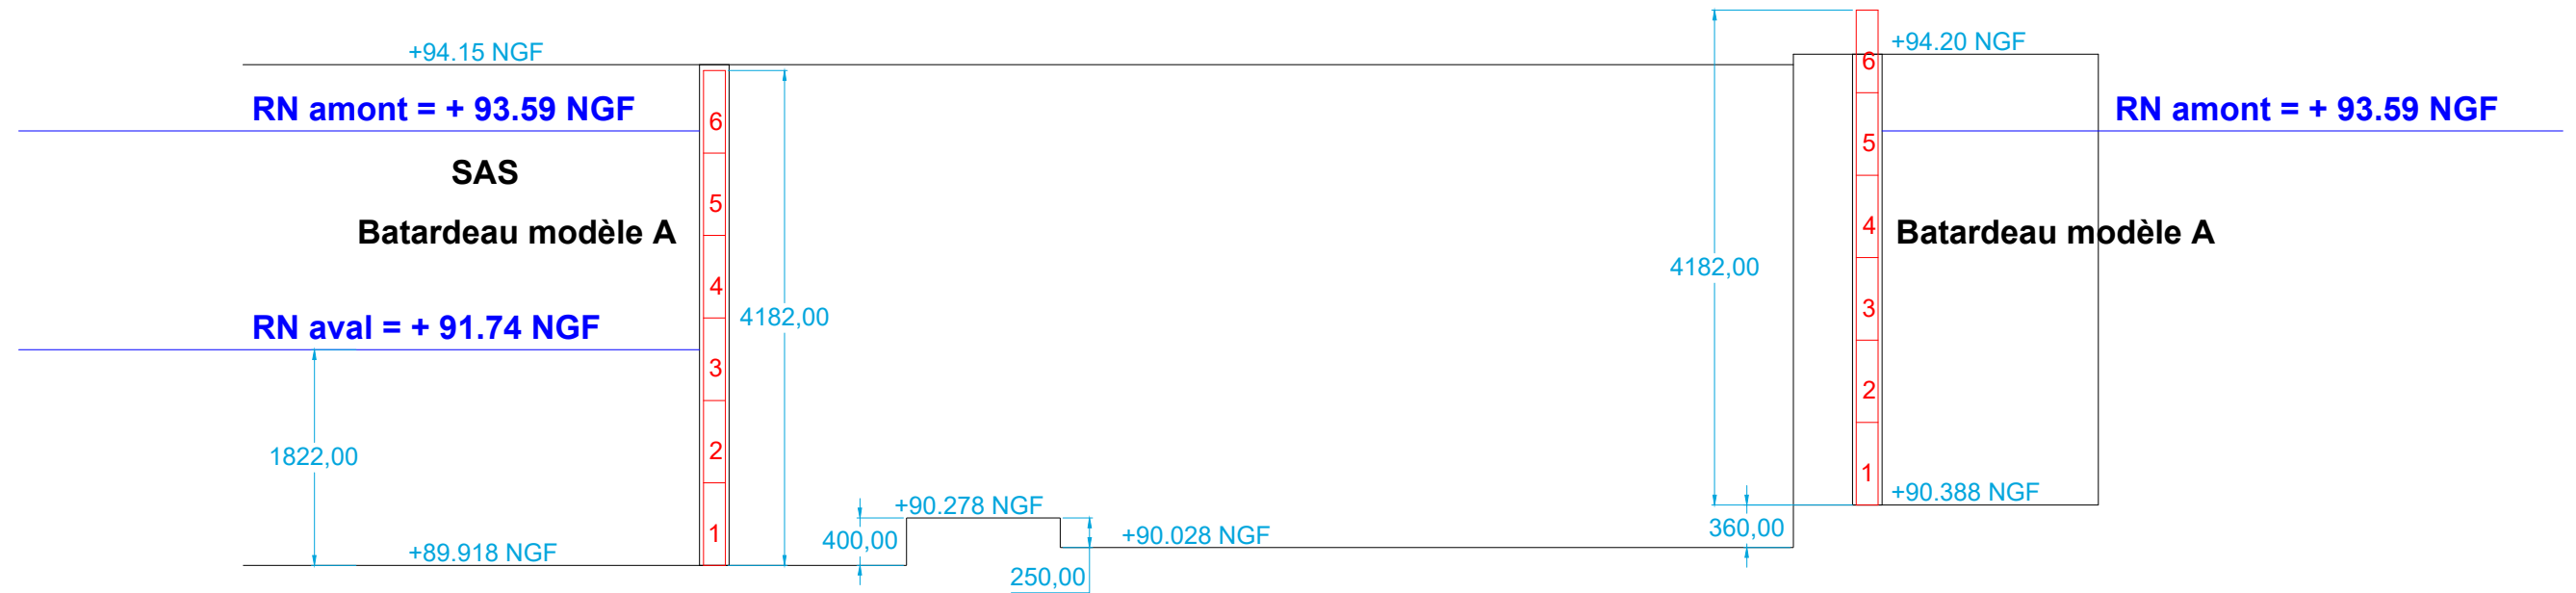 +94.15 NGF
+94.20 NGF
RN amont = + 93.59 NGF
RN amont = + 93.59 NGF
SAS
Batardeau modèle A
Batardeau modèle A
RN aval = + 91.74 NGF
6
5
4
3
2
1
4182,00
4182,00
6
5
4
3
2
1
1822,00
+90.278 NGF
+90.388 NGF
400,00
+90.028 NGF
360,00
+89.918 NGF
250,00